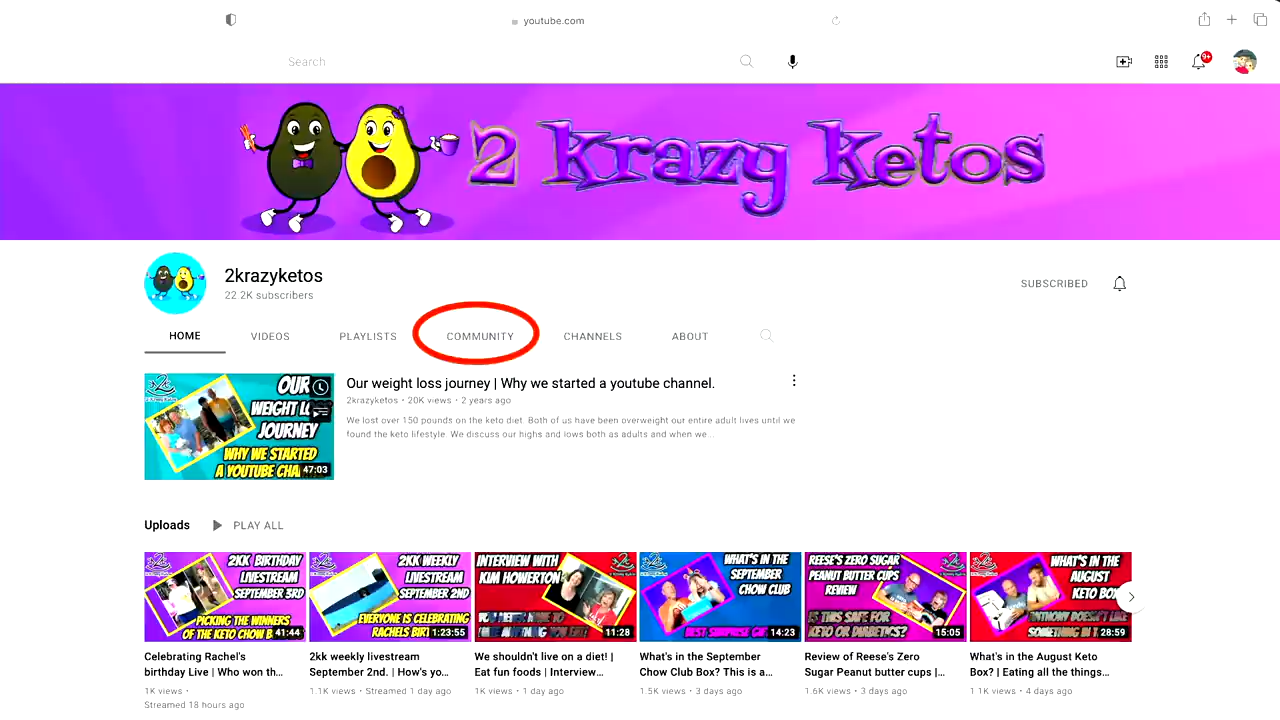 youtube.com
Search
9+
2 Krazy Ketos
2krazyketos
22.2K subscribers
SUBSCRIBED
HOME VIDEOS PLAYLISTS COMMUNITY CHANNELS ABOUT
OUR
WEIGHT
JOURNEY
WHY WE STARTED
A YOUTUBE
47:03
Our weight loss journey | Why we started a youtube channel.
2krazyketos • 20K views • 2 years ago
We lost over 150 pounds on the keto diet. Both of us have been overweight our entire adult lives until we
found the keto lifestyle. We discuss our highs and lows both as adults and when we...
Uploads PLAY ALL
2KK BIRTHDAY
LIVESTREAM
SEPTEMBER 3RD
PICKING THE WINNERS
OF THE KETO CHOW
41:44
Celebrating Rachel's
birthday Live | Who won th...
1K views •
Streamed 18 hours ago
2KK WEEKLY
LIVESTREAM
SEPTEMBER 2ND
EVERYONE IS CELEBRATING
RACHELS
1:23:55
2kk weekly livestream
September 2nd. | How's yo...
1.1K views • Streamed 1 day ago
INTERVIEW WITH
KIM HOWERTON
11:28
We shouldn't live on a diet! |
Eat fun foods | Interview...
1K views • 1 day ago
WHAT'S IN THE
SEPTEMBER
CHOW CLUB
BEST SURPRISE
14:23
What's in the September
Chow Club Box? This is a...
1.5K views • 3 days ago
REESE'S ZERO SUGAR
PEANUT BUTTER CUPS
REVIEW
IS THIS SAFE FOR
KETO OR DIABETICS?
15:05
Review of Reese's Zero
Sugar Peanut butter cups |...
1.6K views • 3 days ago
WHAT'S IN THE
AUGUST
KETO BOX
ANTHONY DOESN'T LIKE
SOMETHING IN
28:59
What's in the August Keto
Box? | Eating all the things...
1.1K views • 4 days ago